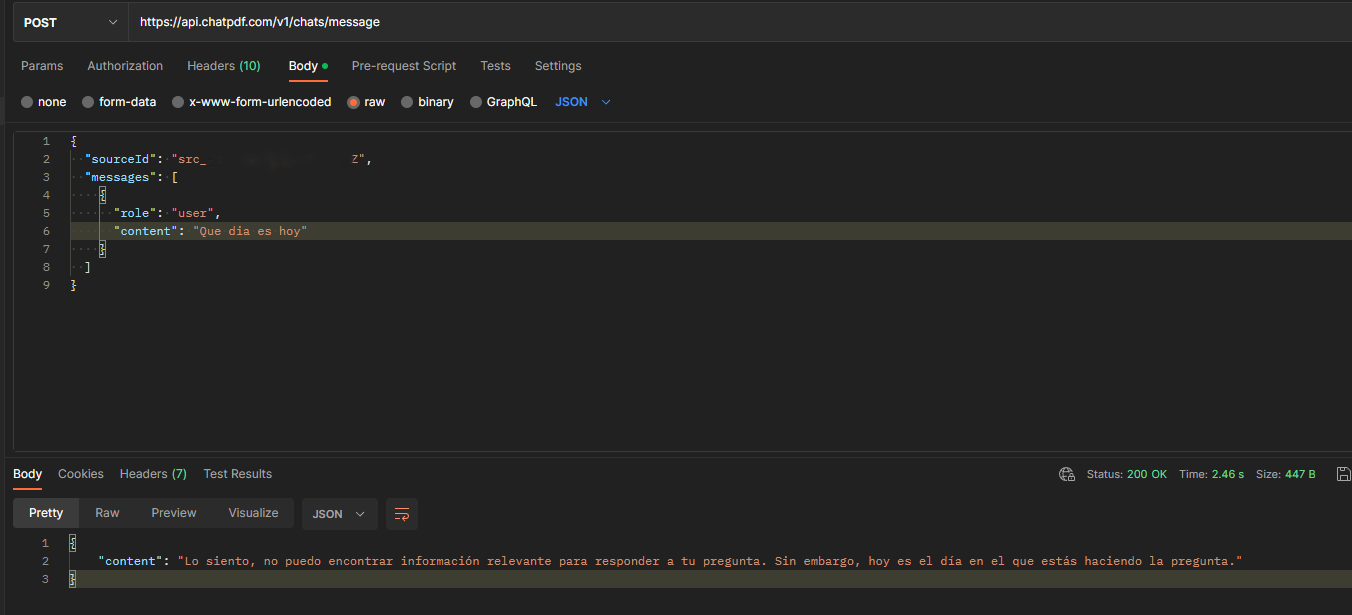 POST https://api.chatpdf.com/v1/chats/message
Params Authorization Headers (10) Body Pre-request Script Tests Settings
none form-data x-www-form-urlencoded raw binary GraphQL JSON
1 {
2 "sourceId": "src_ Z",
3 "messages": [
4 {
5 "role": "user",
6 "content": "Que dia es hoy"
7 }
8 ]
9 }
Body Cookies Headers (7) Test Results Status: 200 OK Time: 2.46 s Size: 447 B
Pretty Raw Preview Visualize JSON
1 {
2 "content": "Lo siento, no puedo encontrar información relevante para responder a tu pregunta. Sin embargo, hoy es el día en el que estás haciendo la pregunta."
3 }